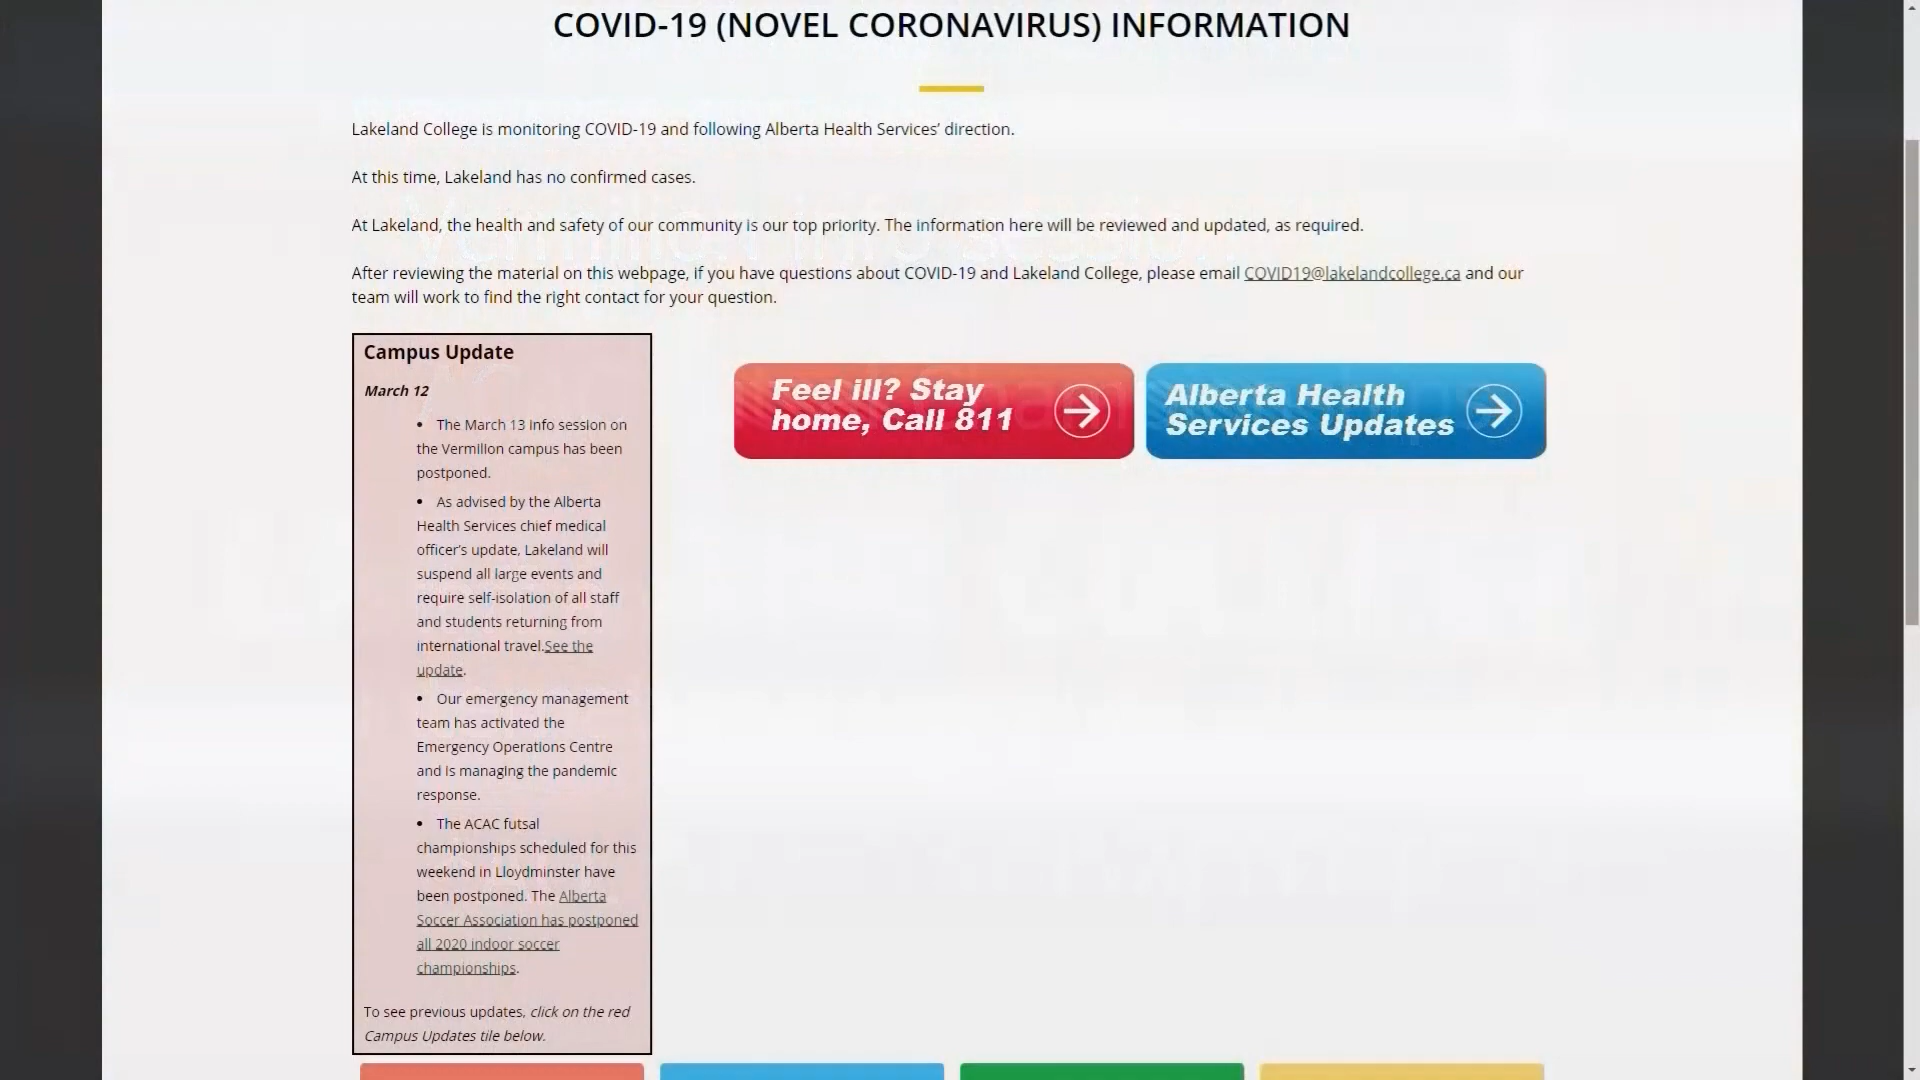 COVID-19 (NOVEL CORONAVIRUS) INFORMATION
Lakeland College is monitoring COVID-19 and following Alberta Health Services’ direction.
At this time, Lakeland has no confirmed cases.
At Lakeland, the health and safety of our community is our top priority. The information here will be reviewed and updated, as required.
After reviewing the material on this webpage, if you have questions about COVID-19 and Lakeland College, please email COVID19@lakelandcollege.ca and our
team will work to find the right contact for your question.
Campus Update
March 12
• The March 13 info session on
the Vermilion campus has been
postponed.
• As advised by the Alberta
Health Services chief medical
officer’s update, Lakeland will
suspend all large events and
require self-isolation of all staff
and students returning from
international travel.See the
update.
• Our emergency management
team has activated the
Emergency Operations Centre
and is managing the pandemic
response.
• The ACAC futsal
championships scheduled for this
weekend in Lloydminster have
been postponed. The Alberta
Soccer Association has postponed
all 2020 indoor soccer
championships.
To see previous updates, click on the red
Campus Updates tile below.
Feel ill? Stay
home, Call 811
Alberta Health
Services Updates